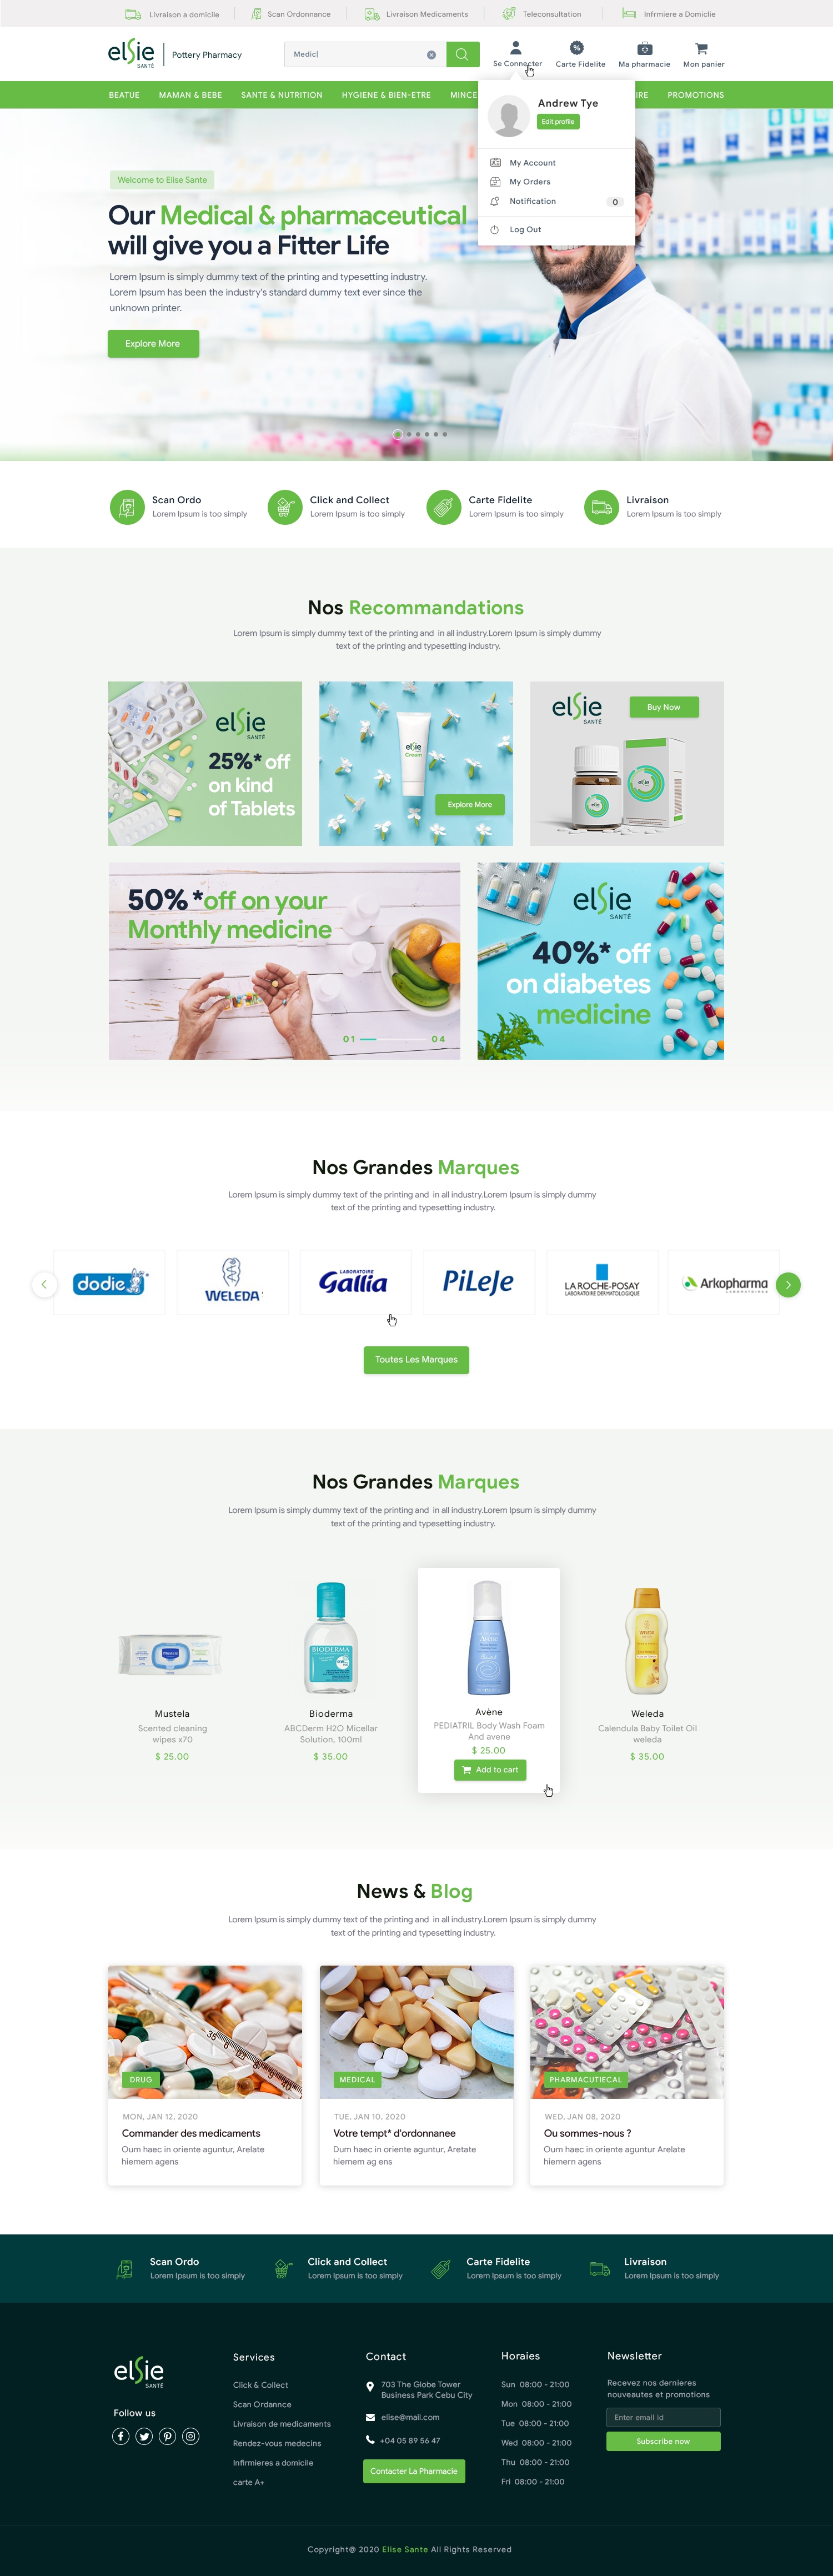 Livraison a domicile
Scan Ordonnance
Livraison Medicaments
Teleconsultation
Infrmiere a Domiclie
elsie
SANTÉ
Pottery Pharmacy
Medic|
Se Connecter
Carte Fidelite
Ma pharmacie
Mon panier
BEATUE
MAMAN & BEBE
SANTE & NUTRITION
HYGIENE & BIEN-ETRE
MINCE
IRE
PROMOTIONS
Andrew Tye
Edit profile
My Account
My Orders
Notification
0
Log Out
Welcome to Elise Sante
Our Medical & pharmaceutical
will give you a Fitter Life
Lorem Ipsum is simply dummy text of the printing and typesetting industry.
Lorem Ipsum has been the industry's standard dummy text ever since the
unknown printer.
Explore More
Scan Ordo
Lorem Ipsum is too simply
Click and Collect
Lorem Ipsum is too simply
Carte Fidelite
Lorem Ipsum is too simply
Livraison
Lorem Ipsum is too simply
Nos Recommandations
Lorem Ipsum is simply dummy text of the printing and in all industry.Lorem Ipsum is simply dummy
text of the printing and typesetting industry.
elsie
SANTÉ
25%* off
on kind
of Tablets
elsie
Cream
Explore More
elsie
SANTÉ
Buy Now
elsie
elsie
50%*off on your
Monthly medicine
01
04
elsie
SANTÉ
40%* off
on diabetes
medicine
Nos Grandes Marques
Lorem Ipsum is simply dummy text of the printing and in all industry.Lorem Ipsum is simply dummy
text of the printing and typesetting industry.
dodie
WELEDA
LABORATOIRE
Gallia
PiLeJe
LA ROCHE-POSAY
LABORATOIRE DERMATOLOGIQUE
Arkopharma
LABORATOIRES
Toutes Les Marques
Nos Grandes Marques
Lorem Ipsum is simply dummy text of the printing and in all industry.Lorem Ipsum is simply dummy
text of the printing and typesetting industry.
Mustela
BIODERMA
ABCDerm
Avène
WELEDA
Mustela
Scented cleaning
wipes x70
$ 25.00
Bioderma
ABCDerm H2O Micellar
Solution, 100ml
$ 35.00
Avène
PEDIATRIL Body Wash Foam
And avene
$ 25.00
Add to cart
Weleda
Calendula Baby Toilet Oil
weleda
$ 35.00
News & Blog
Lorem Ipsum is simply dummy text of the printing and in all industry.Lorem Ipsum is simply dummy
text of the printing and typesetting industry.
DRUG
MON, JAN 12, 2020
Commander des medicaments
Oum haec in oriente aguntur, Arelate
hiemem agens
MEDICAL
TUE, JAN 10, 2020
Votre tempt* d'ordonnanee
Dum haec in oriente aguntur, Aretate
hiemem ag ens
PHARMACUTIECAL
WED, JAN 08, 2020
Ou sommes-nous ?
Oum haec in oriente aguntur Arelate
hiemern agens
Scan Ordo
Lorem Ipsum is too simply
Click and Collect
Lorem Ipsum is too simply
Carte Fidelite
Lorem Ipsum is too simply
Livraison
Lorem Ipsum is too simply
elsie
SANTÉ
Follow us
Services
Click & Collect
Scan Ordannce
Livraison de medicaments
Rendez-vous medecins
Infirmieres a domicile
carte A+
Contact
703 The Globe Tower
Business Park Cebu City
elise@mail.com
+04 05 89 56 47
Contacter La Pharmacie
Horaies
Sun 08:00 - 21:00
Mon 08:00 - 21:00
Tue 08:00 - 21:00
Wed 08:00 - 21:00
Thu 08:00 - 21:00
Fri 08:00 - 21:00
Newsletter
Recevez nos dernieres
nouveautes et promotions
Enter email id
Subscribe now
Copyright@ 2020 Elise Sante All Rights Reserved